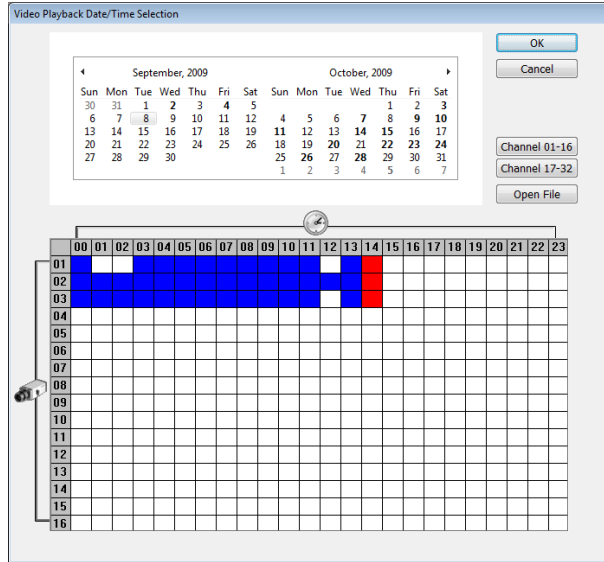 Video Playback Date/Time Selection
OK
Cancel
September, 2009 October, 2009
Sun Mon Tue Wed Thu Fri Sat Sun Mon Tue Wed Thu Fri Sat
30 31 1 2 3 4 5 1 2 3
6 7 8 9 10 11 12 4 5 6 7 8 9 10
13 14 15 16 17 18 19 11 12 13 14 15 16 17
20 21 22 23 24 25 26 18 19 20 21 22 23 24
27 28 29 30 25 26 27 28 29 30 31
1 2 3 4 5 6 7
Channel 01-16
Channel 17-32
Open File
00 01 02 03 04 05 06 07 08 09 10 11 12 13 14 15 16 17 18 19 20 21 22 23
01
02
03
04
05
06
07
08
09
10
11
12
13
14
15
16